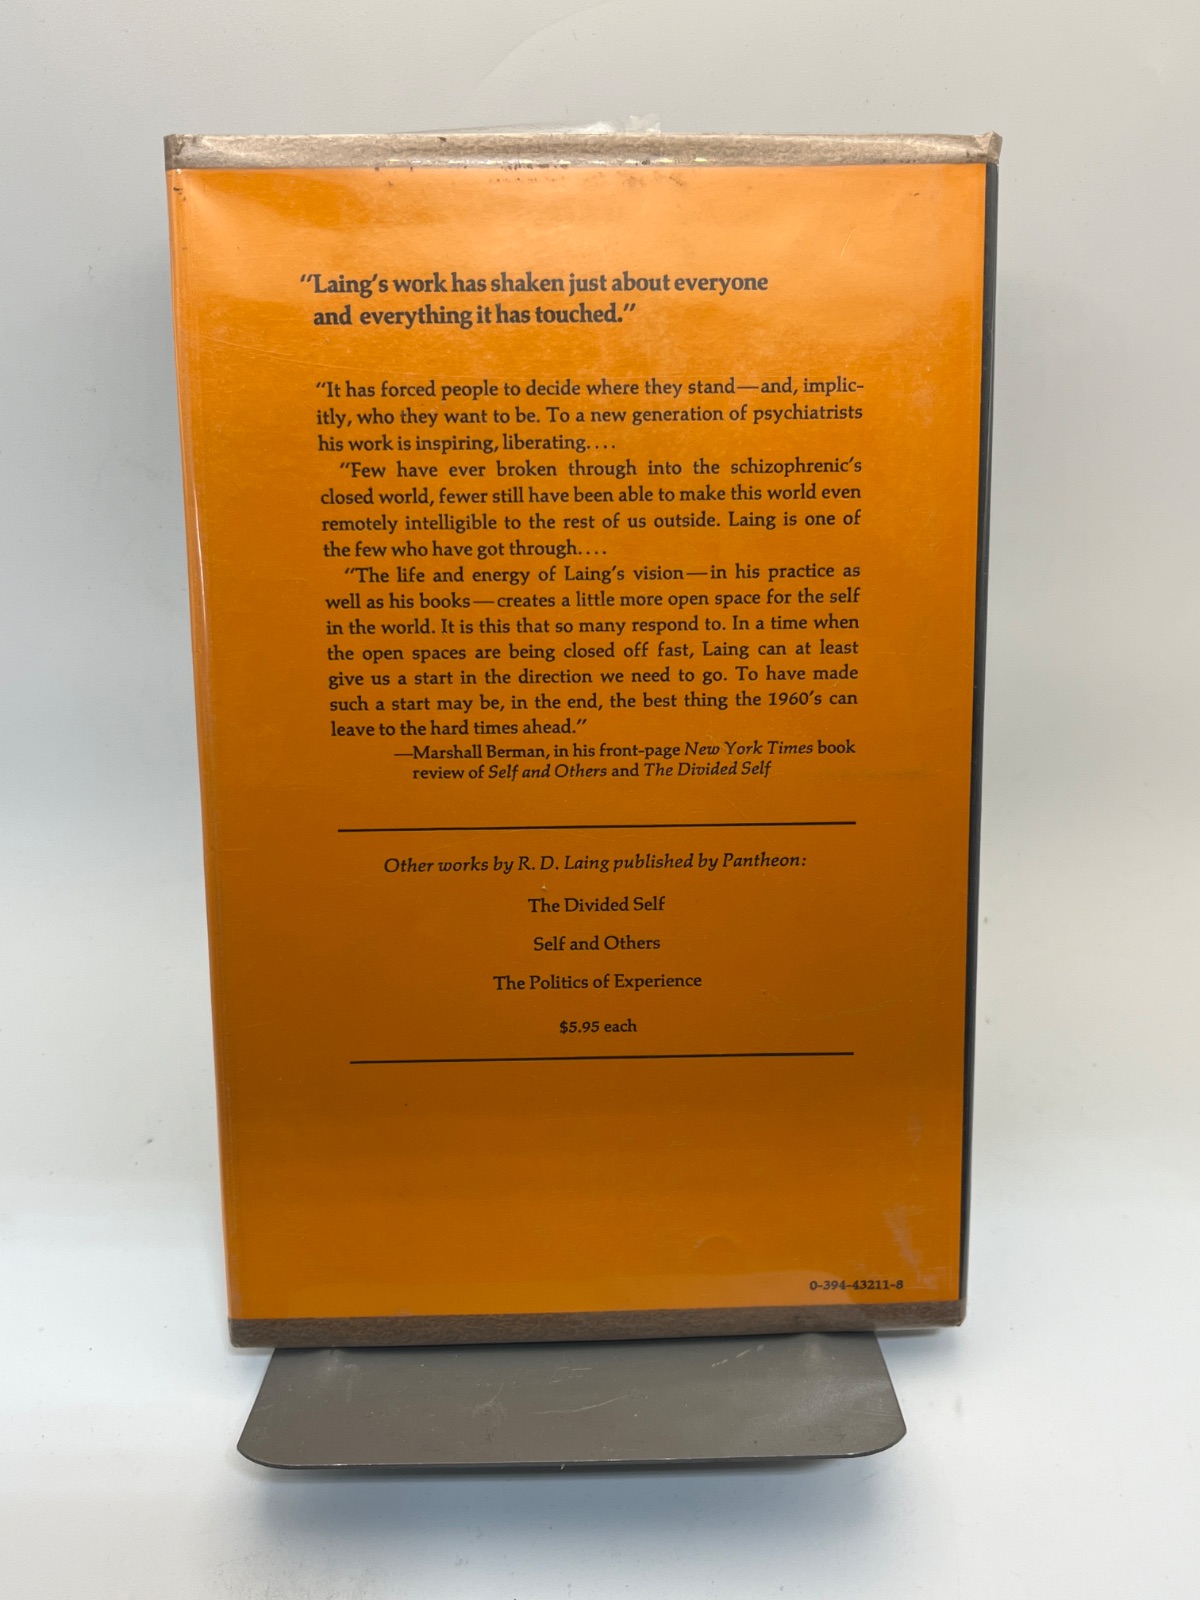 “Laing’s work has shaken just about everyone
and everything it has touched.”
“It has forced people to decide where they stand—and, implic-
itly, who they want to be. To a new generation of psychiatrists
his work is inspiring, liberating....
“Few have ever broken through into the schizophrenic’s
closed world, fewer still have been able to make this world even
remotely intelligible to the rest of us outside. Laing is one of
the few who have got through....
“The life and energy of Laing’s vision—in his practice as
well as his books—creates a little more open space for the self
in the world. It is this that so many respond to. In a time when
the open spaces are being closed off fast, Laing can at least
give us a start in the direction we need to go. To have made
such a start may be, in the end, the best thing the 1960’s can
leave to the hard times ahead.”
—Marshall Berman, in his front-page New York Times book
review of Self and Others and The Divided Self
Other works by R. D. Laing published by Pantheon:
The Divided Self
Self and Others
The Politics of Experience
$5.95 each
0-394-43211-8